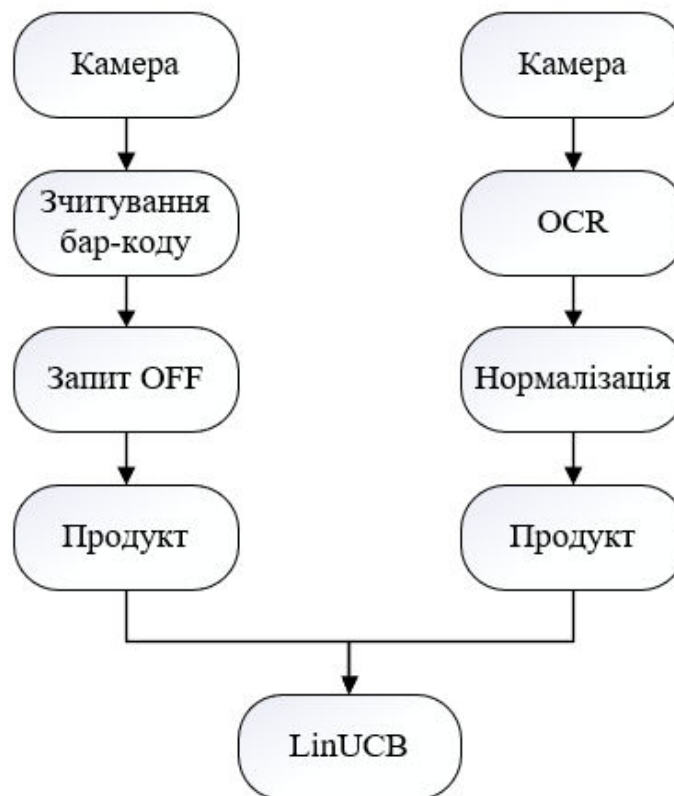 Камера
Зчитування
бар-коду
Запит OFF
Продукт
Камера
OCR
Нормалізація
Продукт
LinUCB